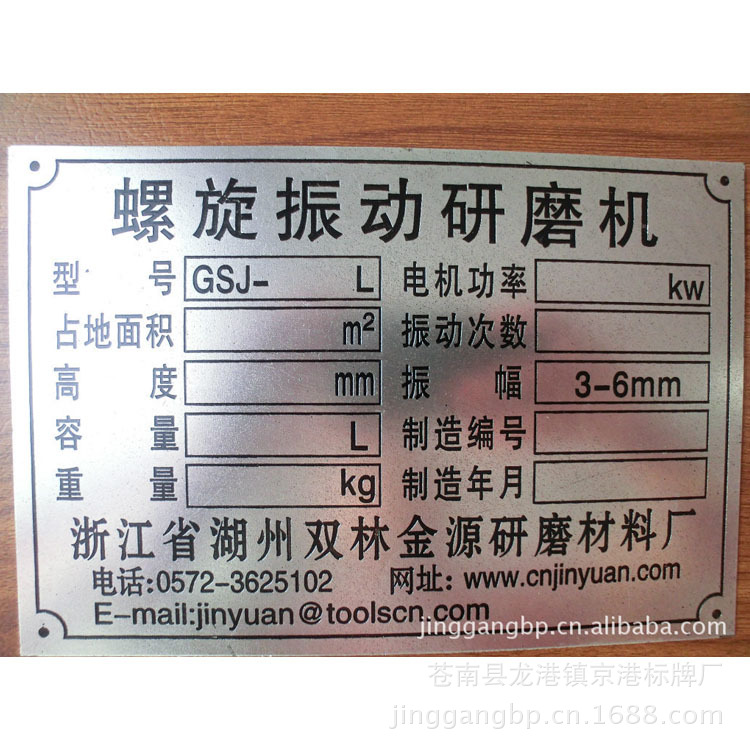 螺旋振动研磨机
型号 GSJ- L 电机功率 kw
占地面积 m² 振动次数
高度 mm 振幅 3-6mm
容量 L 制造编号
重量 kg 制造年月
浙江省湖州双林金源研磨材料厂
电话:0572-3625102 网址: www.cnjinyuan.com
E-mail:jinyuan@toolscn.com
jinggangbp.cn.alibaba.com
苍南县龙港镇京港标牌厂
jinggangbp.cn.1688.com